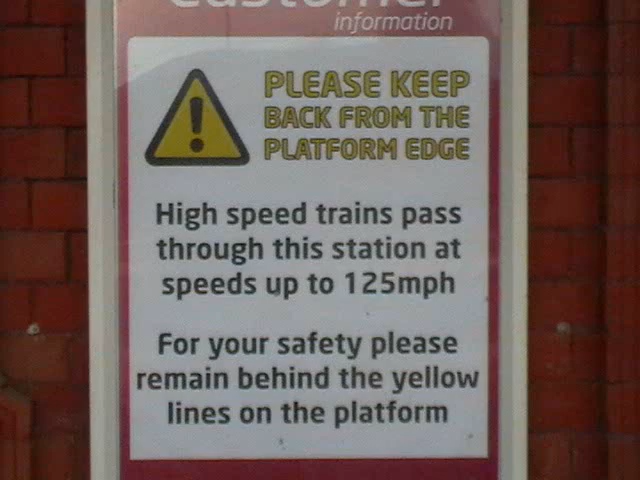 customer
information
PLEASE KEEP
BACK FROM THE
PLATFORM EDGE
High speed trains pass
through this station at
speeds up to 125mph
For your safety please
remain behind the yellow
lines on the platform